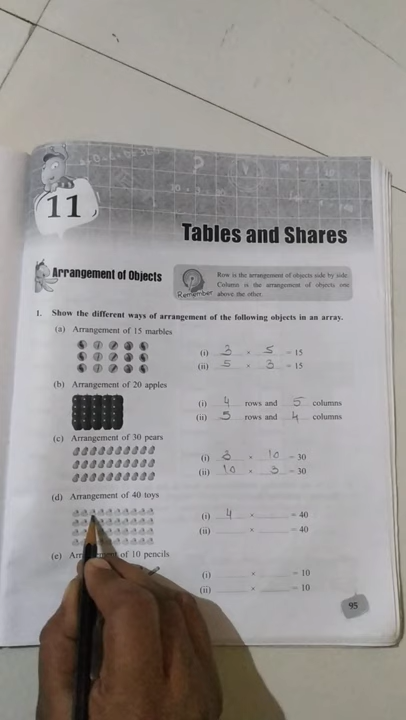 11
Tables and Shares
Arrangement of Objects
Remember
Row is the arrangement of objects side by side.
Column is the arrangement of objects one
above the other.
1. Show the different ways of arrangement of the following objects in an array.
(a) Arrangement of 15 marbles
(i) 3 × 5 = 15
(ii) 5 × 3 = 15
(b) Arrangement of 20 apples
(i) 4 rows and 5 columns
(ii) 5 rows and 4 columns
(c) Arrangement of 30 pears
(i) 3 × 10 = 30
(ii) 10 × 3 = 30
(d) Arrangement of 40 toys
(i) 4 × = 40
(ii) × = 40
(e) of 10 pencils
(i) × = 10
(ii) × = 10
95